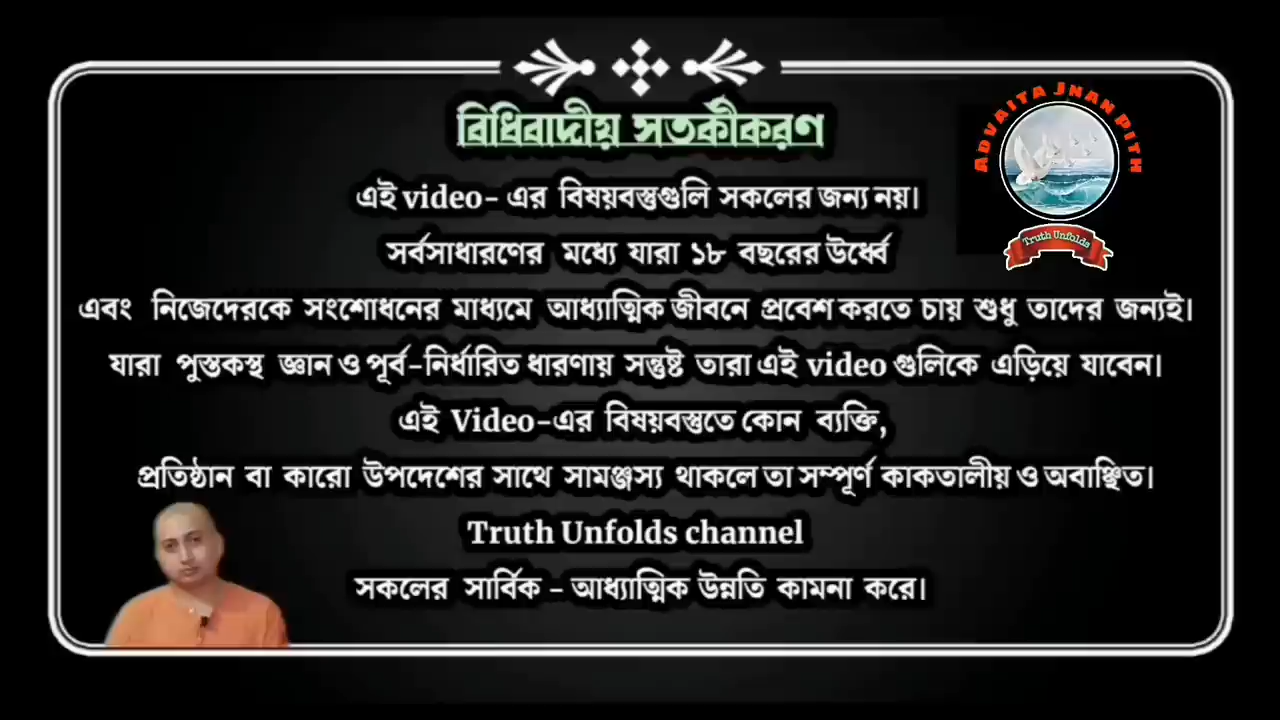 বিধিবাদীয় সতর্কীকরণ
ADVAITA JNAN PITH
Truth Unfolds
এই video- এর বিষয়বস্তুগুলি সকলের জন্য নয়।
সর্বসাধারণের মধ্যে যারা ১৮ বছরের উর্ধ্বে
এবং নিজেদেরকে সংশোধনের মাধ্যমে আধ্যাত্মিক জীবনে প্রবেশ করতে চায় শুধু তাদের জন্যই।
যারা পুস্তকস্থ জ্ঞান ও পূর্ব-নির্ধারিত ধারণায় সন্তুষ্ট তারা এই video গুলিকে এড়িয়ে যাবেন।
এই Video-এর বিষয়বস্তুতে কোন ব্যক্তি,
প্রতিষ্ঠান বা কারো উপদেশের সাথে সামঞ্জস্য থাকলে তা সম্পূর্ণ কাকতালীয় ও অবাঞ্ছিত।
Truth Unfolds channel
সকলের সার্বিক - আধ্যাত্মিক উন্নতি কামনা করে।